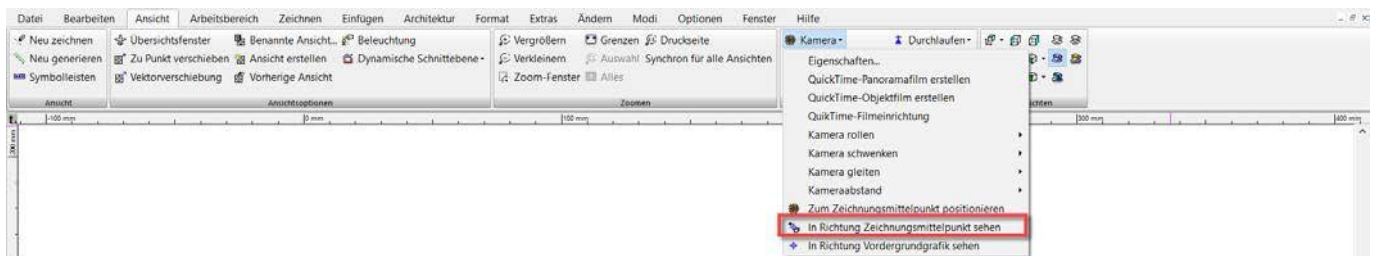 Datei Bearbeiten Ansicht Arbeitsbereich Zeichnen Einfügen Architektur Format Extras Ändern Modi Optionen Fenster Hilfe
Neu zeichnen Übersichtsfenster Benannte Ansicht... Beleuchtung Vergrößern Grenzen Druckseite Kamera Durchlaufen
Neu generieren Zu Punkt verschieben Ansicht erstellen Dynamische Schnittebene Verkleinern Auswahl Synchron für alle Ansichten
Symbolleisten Vektorverschiebung Vorherige Ansicht Zoom-Fenster Alles
Ansicht Ansichtsoptionen Zoomen
-100 mm 0 mm 100 mm 300 mm 400 mm
Eigenschaften...
QuickTime-Panoramafilm erstellen
QuickTime-Objektfilm erstellen
QuikTime-Filmeinrichtung
Kamera rollen
Kamera schwenken
Kamera gleiten
Kameraabstand
Zum Zeichnungsmittelpunkt positionieren
In Richtung Zeichnungsmittelpunkt sehen
In Richtung Vordergrundgrafik sehen